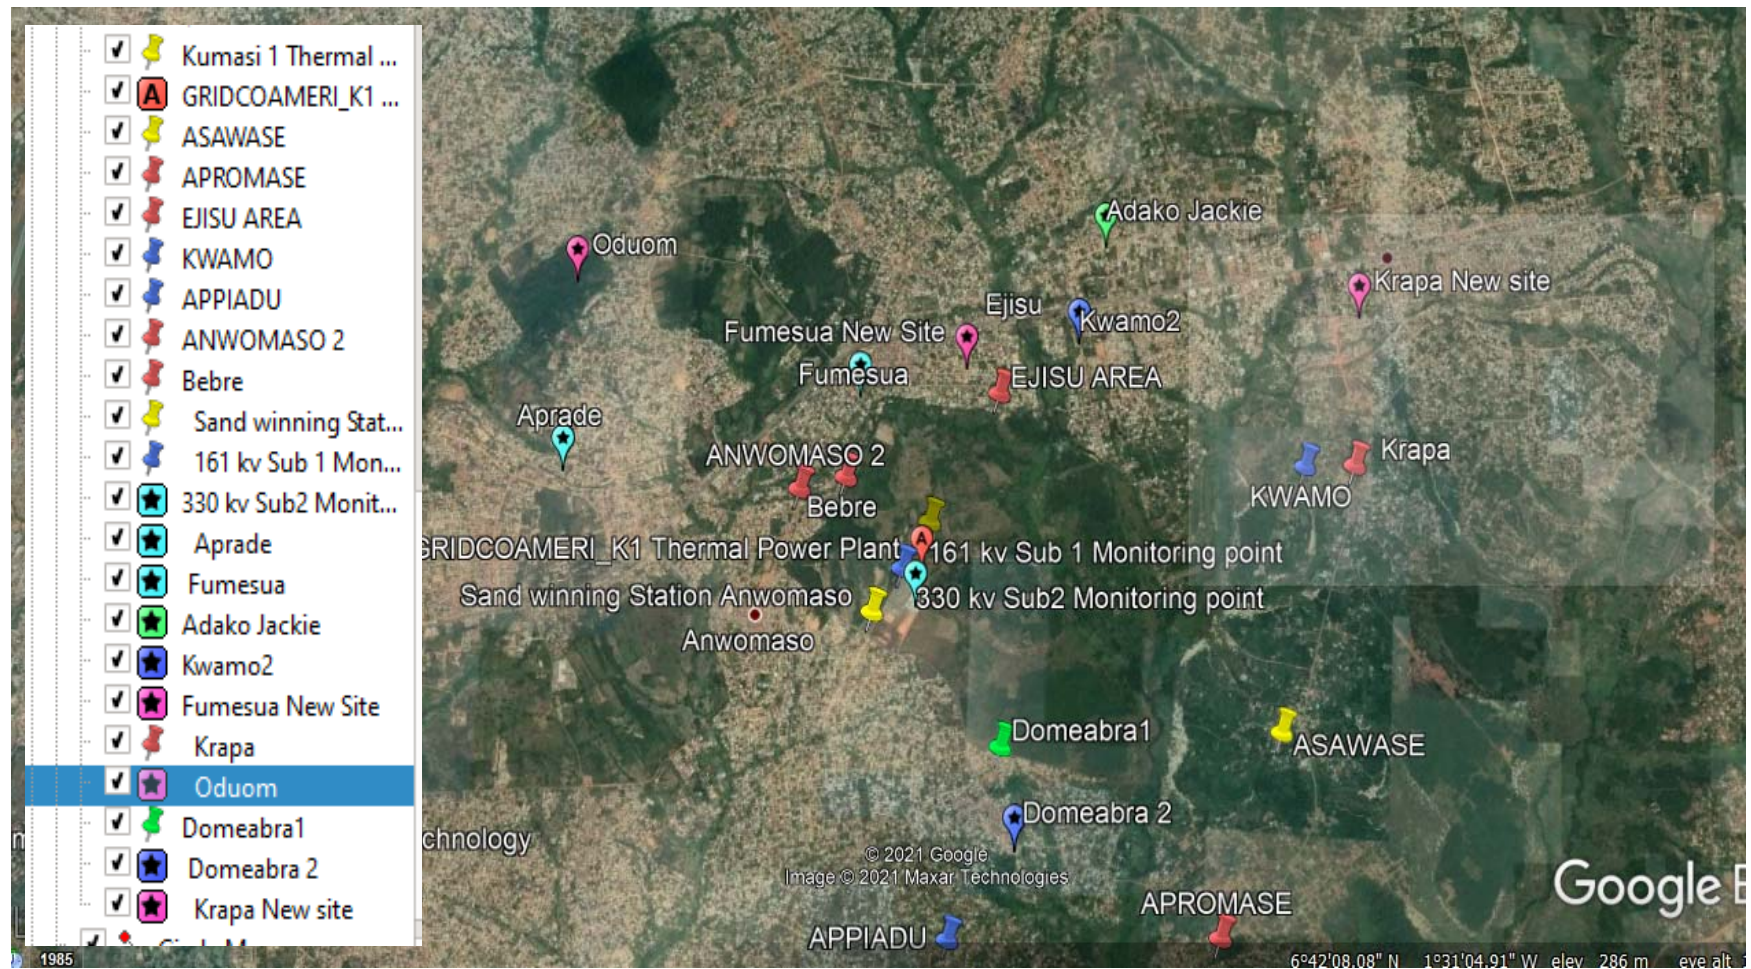 Kumasi 1 Thermal ...
GRIDCOAMERI_K1 ...
ASAWASE
APROMASE
EJISU AREA
KWAMO
APPIADU
ANWOMASO 2
Bebre
Sand winning Stat...
161 kv Sub 1 Mon...
330 kv Sub2 Monit...
Aprade
Fumesua
Adako Jackie
Kwamo2
Fumesua New Site
Krapa
Oduom
Domeabra1
Domeabra 2
Krapa New site
Adako Jackie
Oduom
Krapa New site
Ejisu
Kwamo2
Fumesua New Site
Fumesua
EJISU AREA
Aprade
ANWOMASO 2
Krapa
KWAMO
Bebre
A
GRIDCOAMERI_K1 Thermal Power Plant
161 kv Sub 1 Monitoring point
Sand winning Station Anwomaso
330 kv Sub2 Monitoring point
Anwomaso
Domeabra1
ASAWASE
Domeabra 2
chnology
© 2021 Google
Image © 2021 Maxar Technologies
Google E
APROMASE
APPIADU
1985
6°42'08.08" N 1°31'04.91" W elev 286 m eye alt